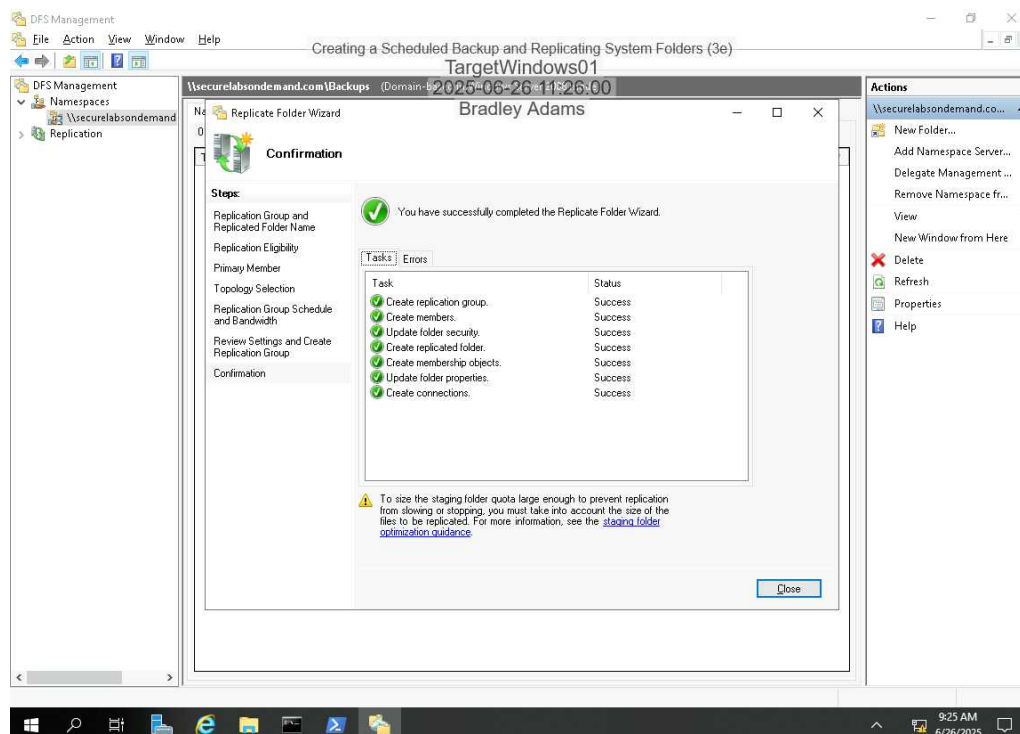 DFS Management
File Action View Window Help
Creating a Scheduled Backup and Replicating System Folders (3e)
TargetWindows01
2025-06-26 11:26:00
Bradley Adams
DFS Management
Namespaces
\\securelabsondemand
Replication
\\securelabsondemand.com\Backups (Domain-
Replicate Folder Wizard
Confirmation
Steps:
Replication Group and
Replicated Folder Name
Replication Eligibility
Primary Member
Topology Selection
Replication Group Schedule
and Bandwidth
Review Settings and Create
Replication Group
Confirmation
You have successfully completed the Replicate Folder Wizard.
Tasks Errors
Task Status
Create replication group. Success
Create members. Success
Update folder security. Success
Create replicated folder. Success
Create membership objects. Success
Update folder properties. Success
Create connections. Success
To size the staging folder quota large enough to prevent replication
from slowing or stopping, you must take into account the size of the
files to be replicated. For more information, see the staging folder
optimization guidance.
Close
Actions
\\securelabsondemand.co...
New Folder...
Add Namespace Server...
Delegate Management ...
Remove Namespace fr...
View
New Window from Here
Delete
Refresh
Properties
Help
9:25 AM
6/26/2025